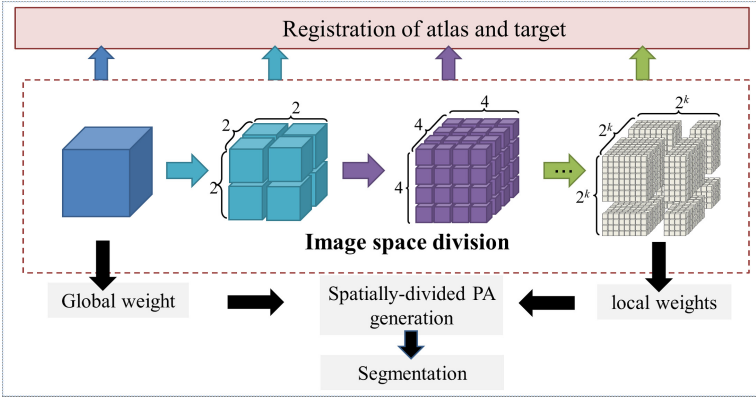 Registration of atlas and target
2 2 2
4 4 4
2^k 2^k 2^k
...
Image space division
Global weight
Spatially-divided PA
generation
local weights
Segmentation